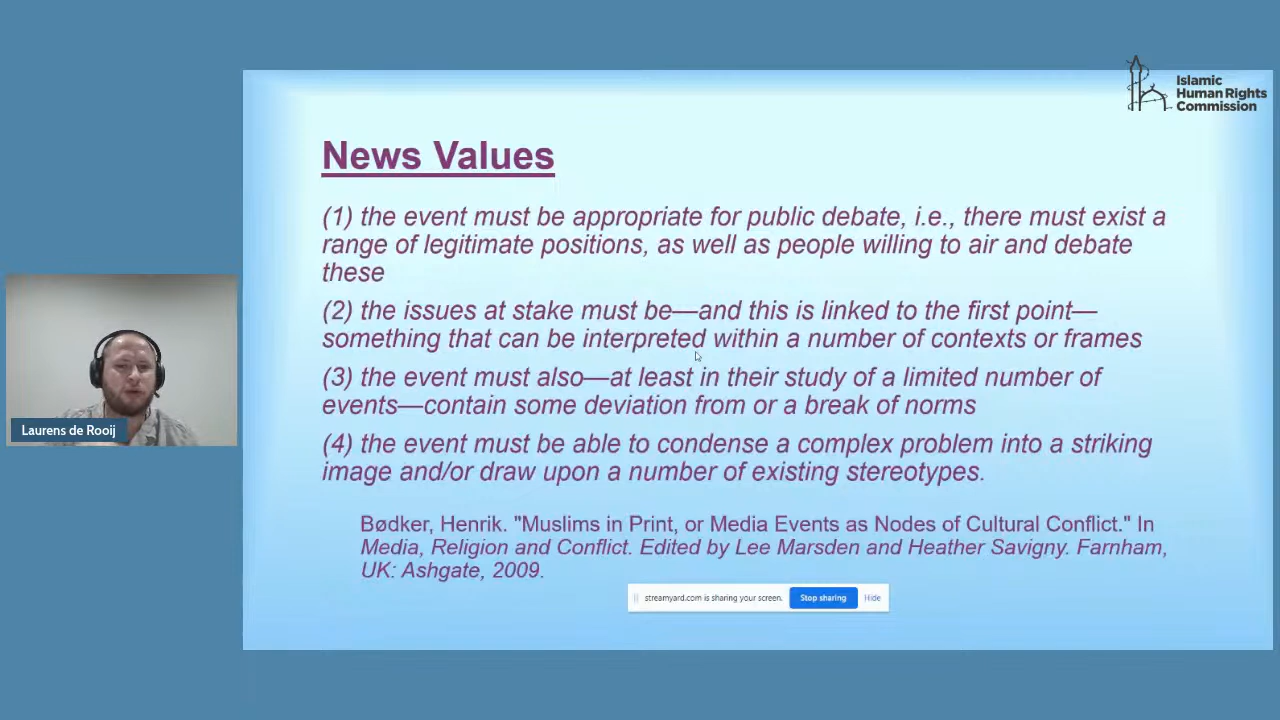 Islamic
Human Rights
Commission
News Values
(1) the event must be appropriate for public debate, i.e., there must exist a
range of legitimate positions, as well as people willing to air and debate
these
(2) the issues at stake must be—and this is linked to the first point—
something that can be interpreted within a number of contexts or frames
(3) the event must also—at least in their study of a limited number of
events—contain some deviation from or a break of norms
(4) the event must be able to condense a complex problem into a striking
image and/or draw upon a number of existing stereotypes.
Laurens de Rooij
Bødker, Henrik. "Muslims in Print, or Media Events as Nodes of Cultural Conflict." In
Media, Religion and Conflict. Edited by Lee Marsden and Heather Savigny. Farnham,
UK: Ashgate, 2009.
streamyard.com is sharing your screen. Stop sharing Hide